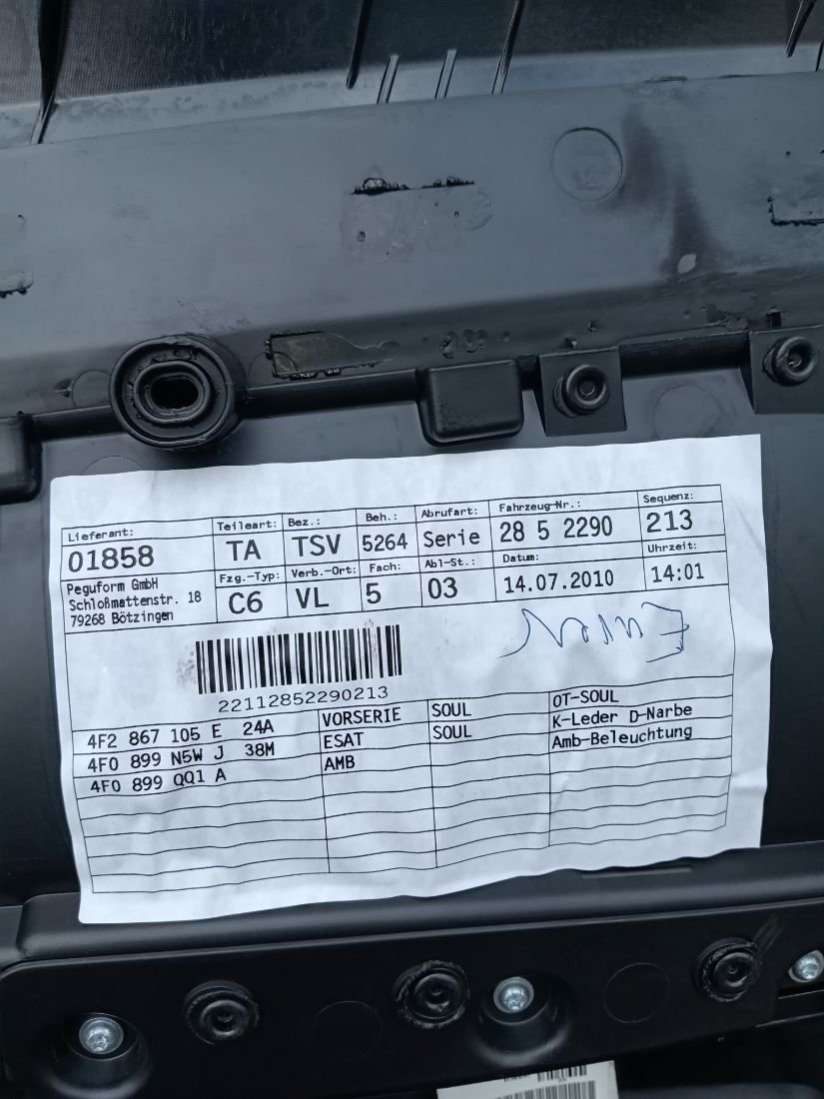 Lieferant: Teileart: Bez.: Beh.: Abrufart: Fahrzeug-Nr.: Sequenz:
01858 TA TSV 5264 Serie 28 5 2290 213
Peguform GmbH
Schloßmattenstr. 18
79268 Bötzingen
Fzg.-Typ: Verb.-Ort: Fach: Abl-St.: Datum: Uhrzeit:
C6 VL 5 03 14.07.2010 14:01
22112852290213
4F2 867 105 E 24A VORSERIE SOUL OT-SOUL
4F0 899 N5W J 38M ESAT SOUL K-Leder D-Narbe
4F0 899 QQ1 A AMB Amb-Beleuchtung